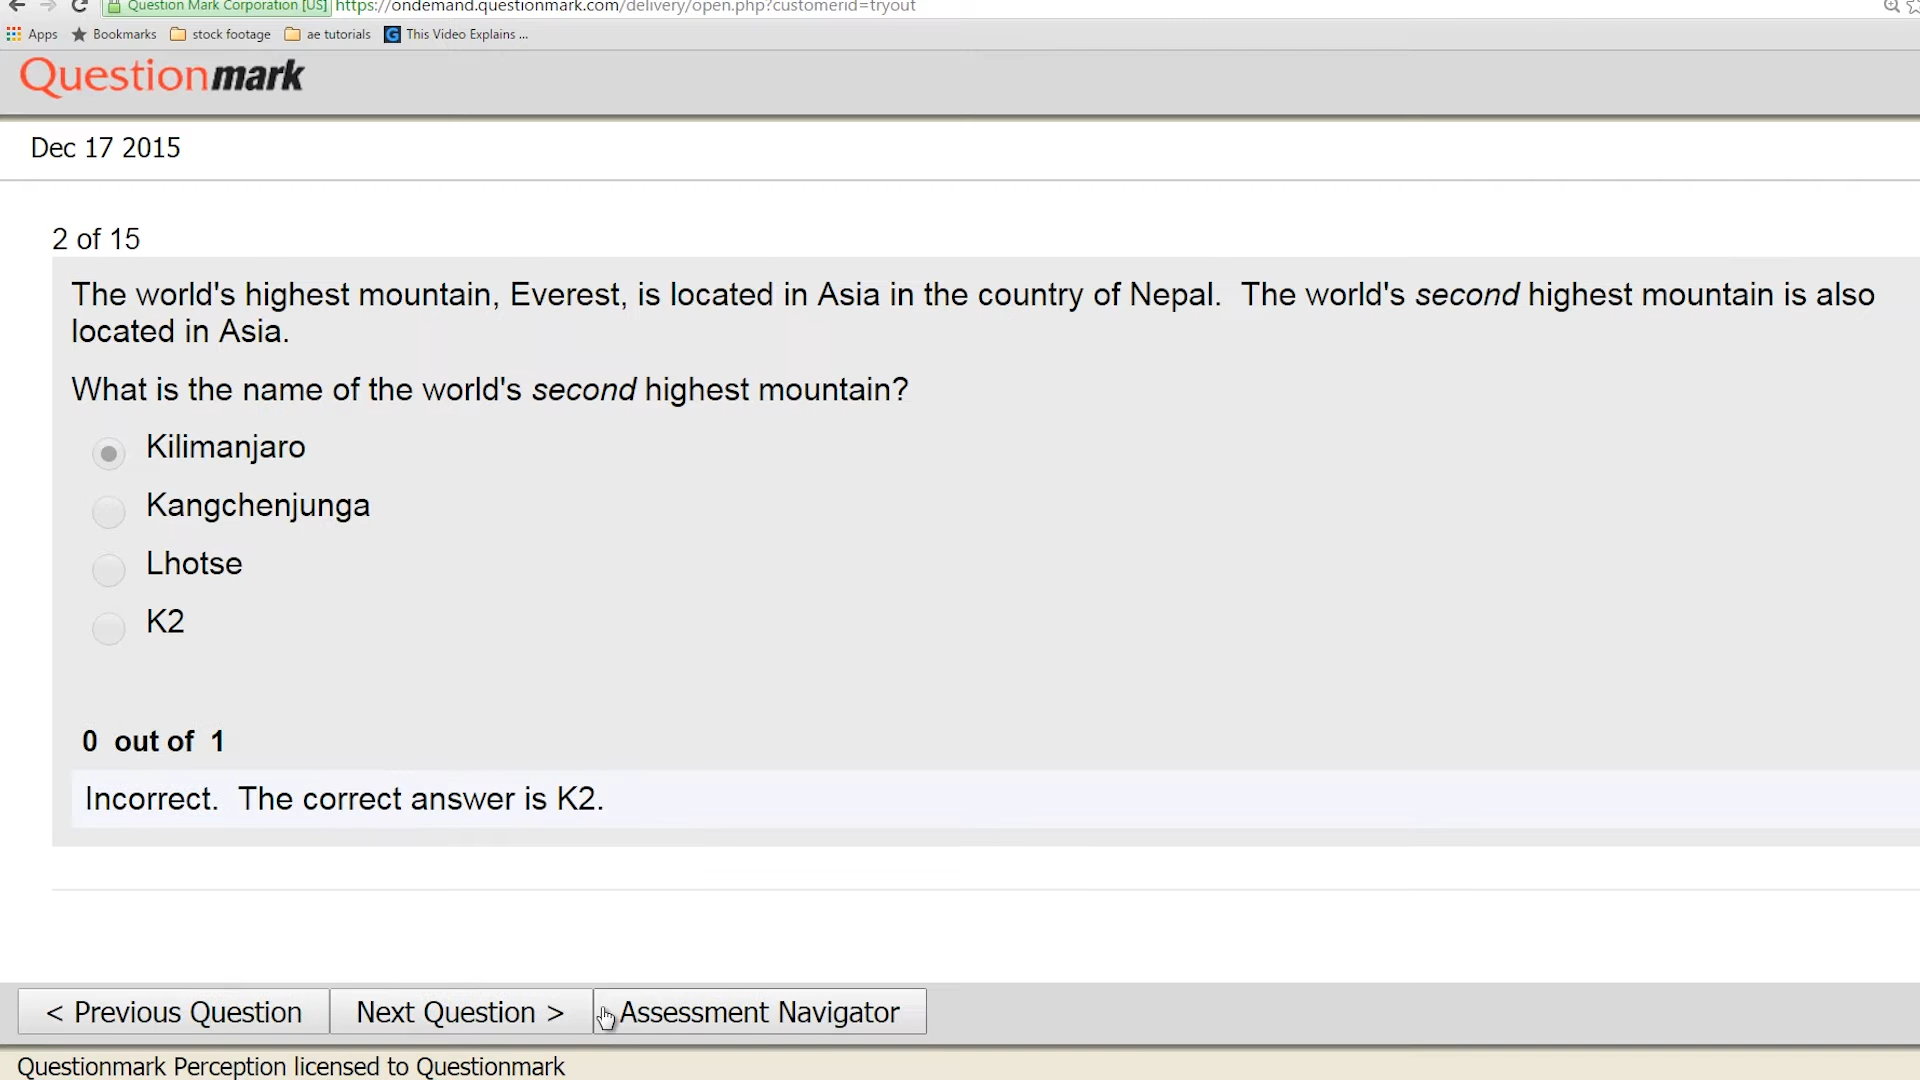 Question Mark Corporation [US] https://ondemand.questionmark.com/delivery/open.php?customerid=tryout
Apps Bookmarks stock footage ae tutorials G This Video Explains ...
Questionmark
Dec 17 2015
2 of 15
The world's highest mountain, Everest, is located in Asia in the country of Nepal. The world's second highest mountain is also
located in Asia.
What is the name of the world's second highest mountain?
Kilimanjaro
Kangchenjunga
Lhotse
K2
0 out of 1
Incorrect. The correct answer is K2.
< Previous Question Next Question > Assessment Navigator
Questionmark Perception licensed to Questionmark